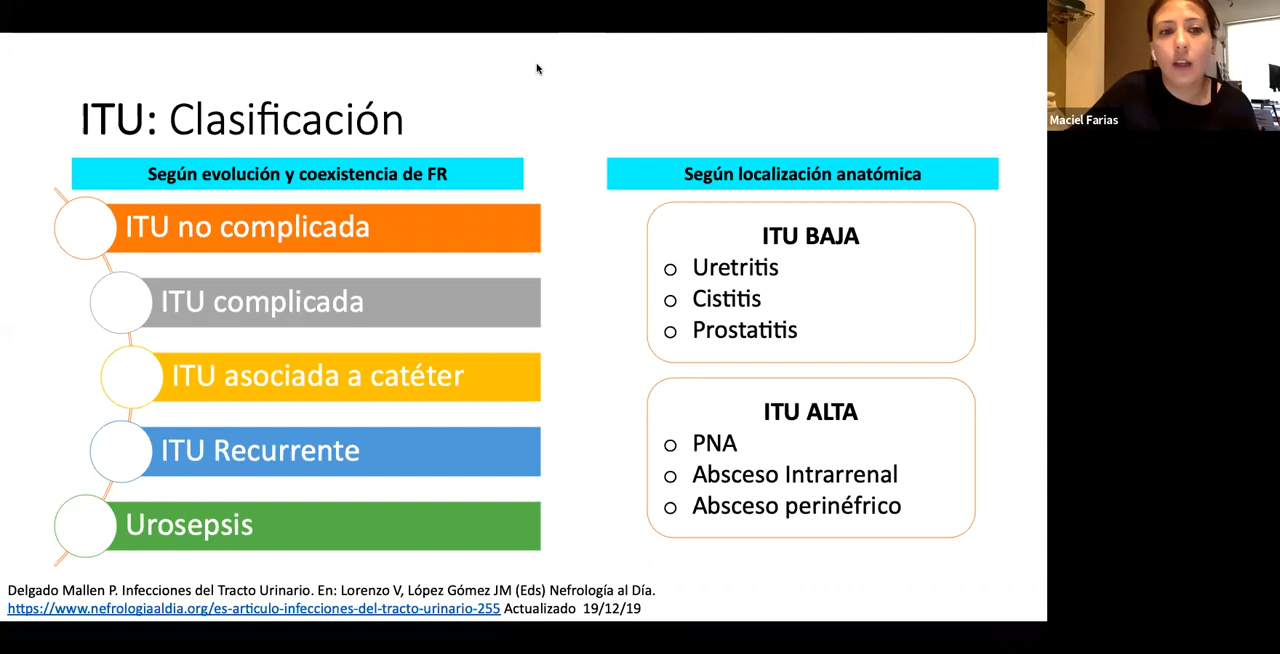 ITU: Clasificación
Según evolución y coexistencia de FR
ITU no complicada
ITU complicada
ITU asociada a catéter
ITU Recurrente
Urosepsis
Según localización anatómica
ITU BAJA
o Uretritis
o Cistitis
o Prostatitis
ITU ALTA
o PNA
o Absceso Intrarrenal
o Absceso perinéfrico
Delgado Mallen P. Infecciones del Tracto Urinario. En: Lorenzo V, López Gómez JM (Eds) Nefrología al Día.
https://www.nefrologiaaldia.org/es-articulo-infecciones-del-tracto-urinario-255 Actualizado 19/12/19
Maciel Farias